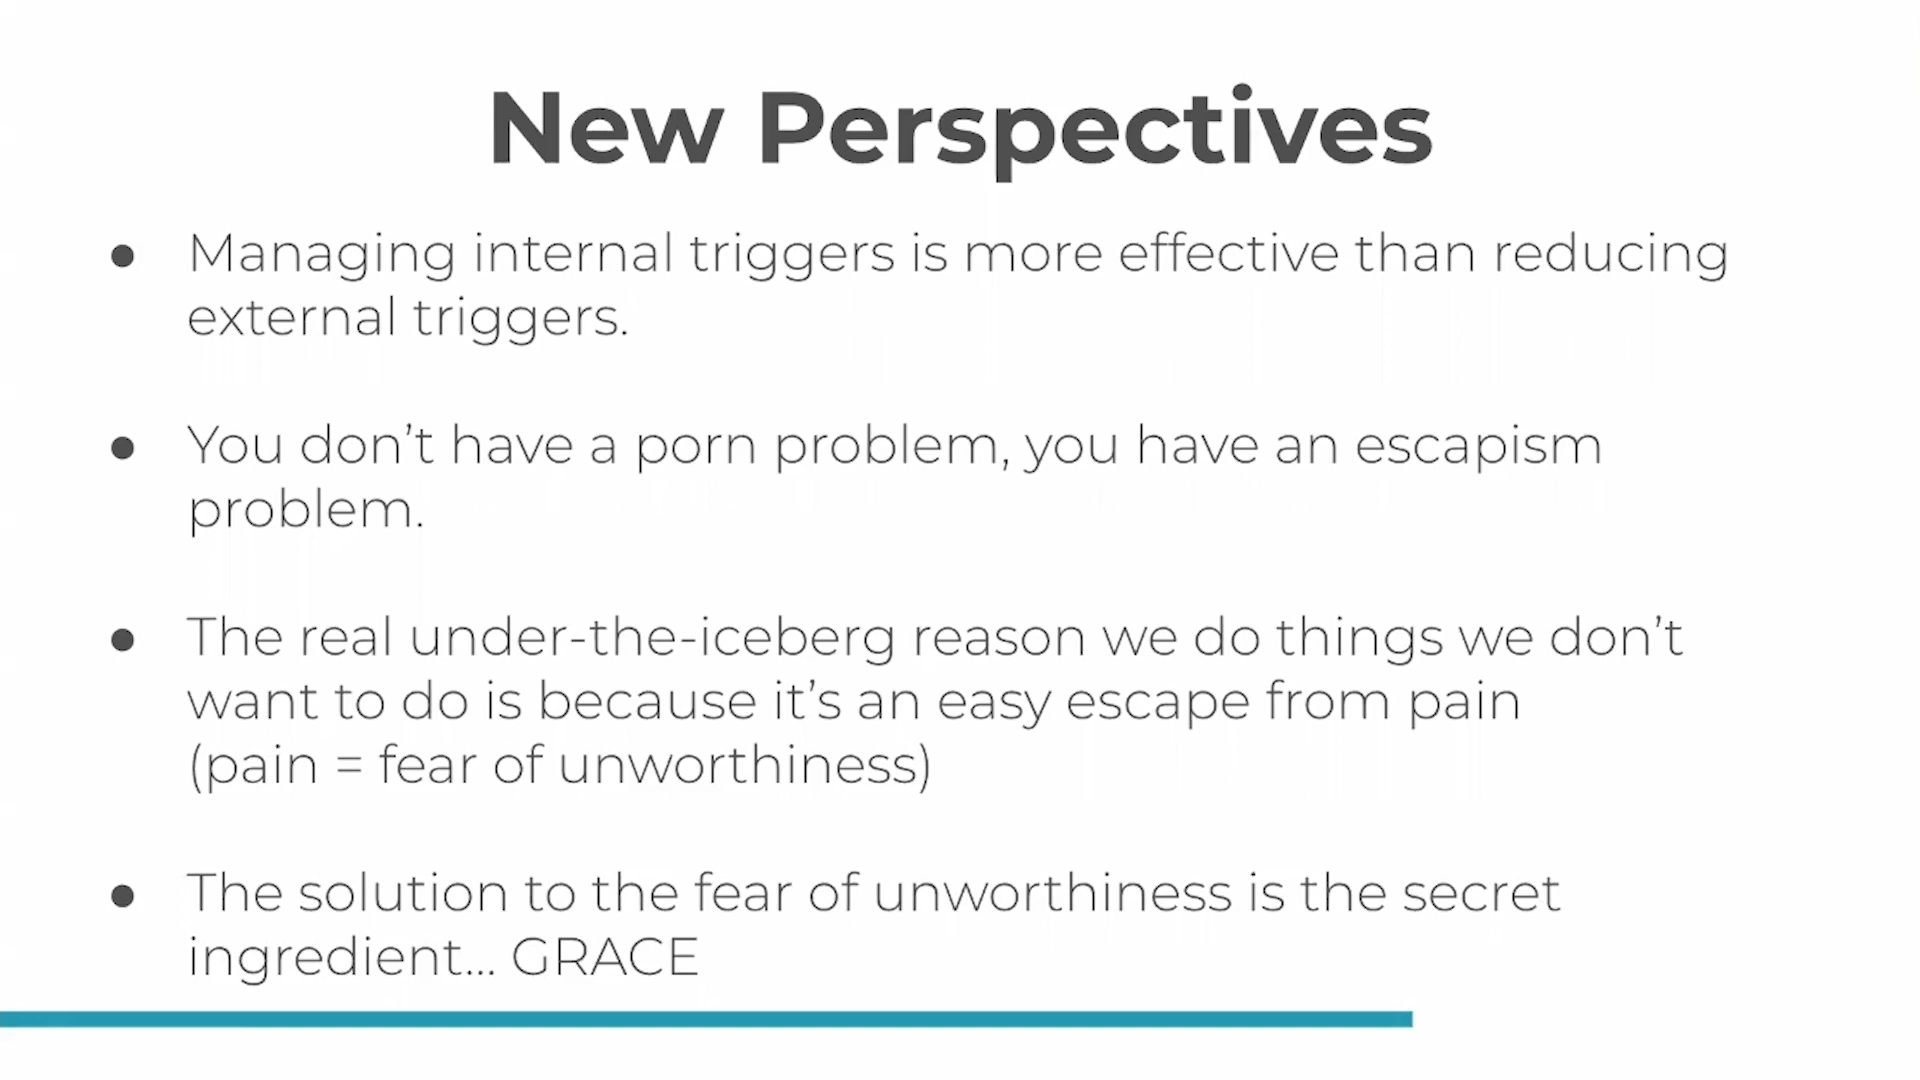 New Perspectives
● Managing internal triggers is more effective than reducing
external triggers.
● You don’t have a porn problem, you have an escapism
problem.
● The real under-the-iceberg reason we do things we don’t
want to do is because it’s an easy escape from pain
(pain = fear of unworthiness)
● The solution to the fear of unworthiness is the secret
ingredient... GRACE